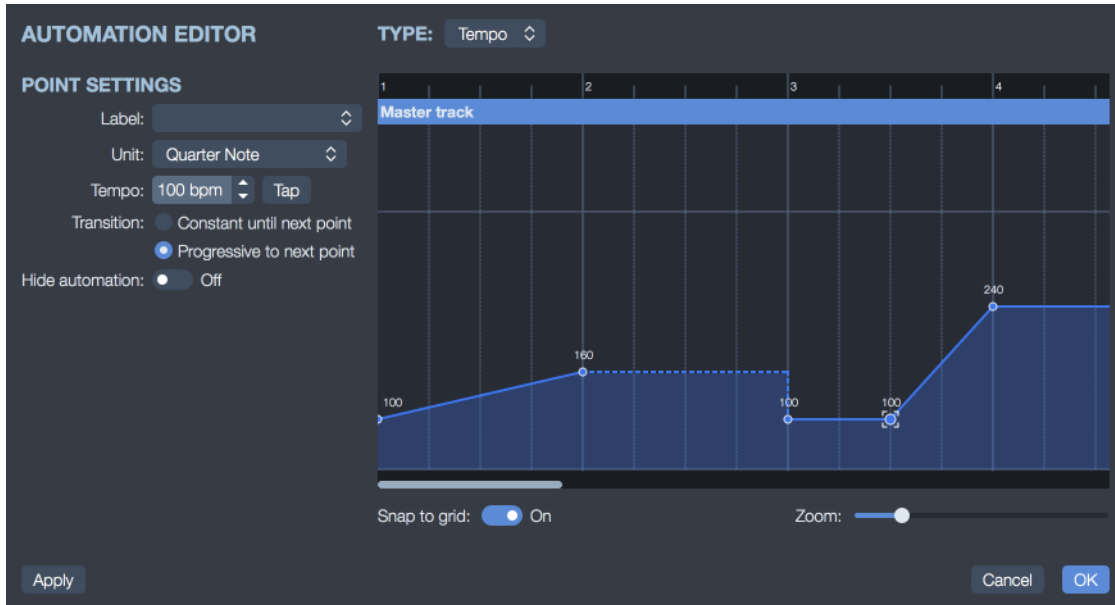 AUTOMATION EDITOR
TYPE: Tempo
POINT SETTINGS
Label:
Unit: Quarter Note
Tempo: 100 bpm Tap
Transition: Constant until next point
Progressive to next point
Hide automation: Off
1 2 3 4
Master track
240
160
100 100 100
Snap to grid: On
Zoom:
Apply
Cancel OK